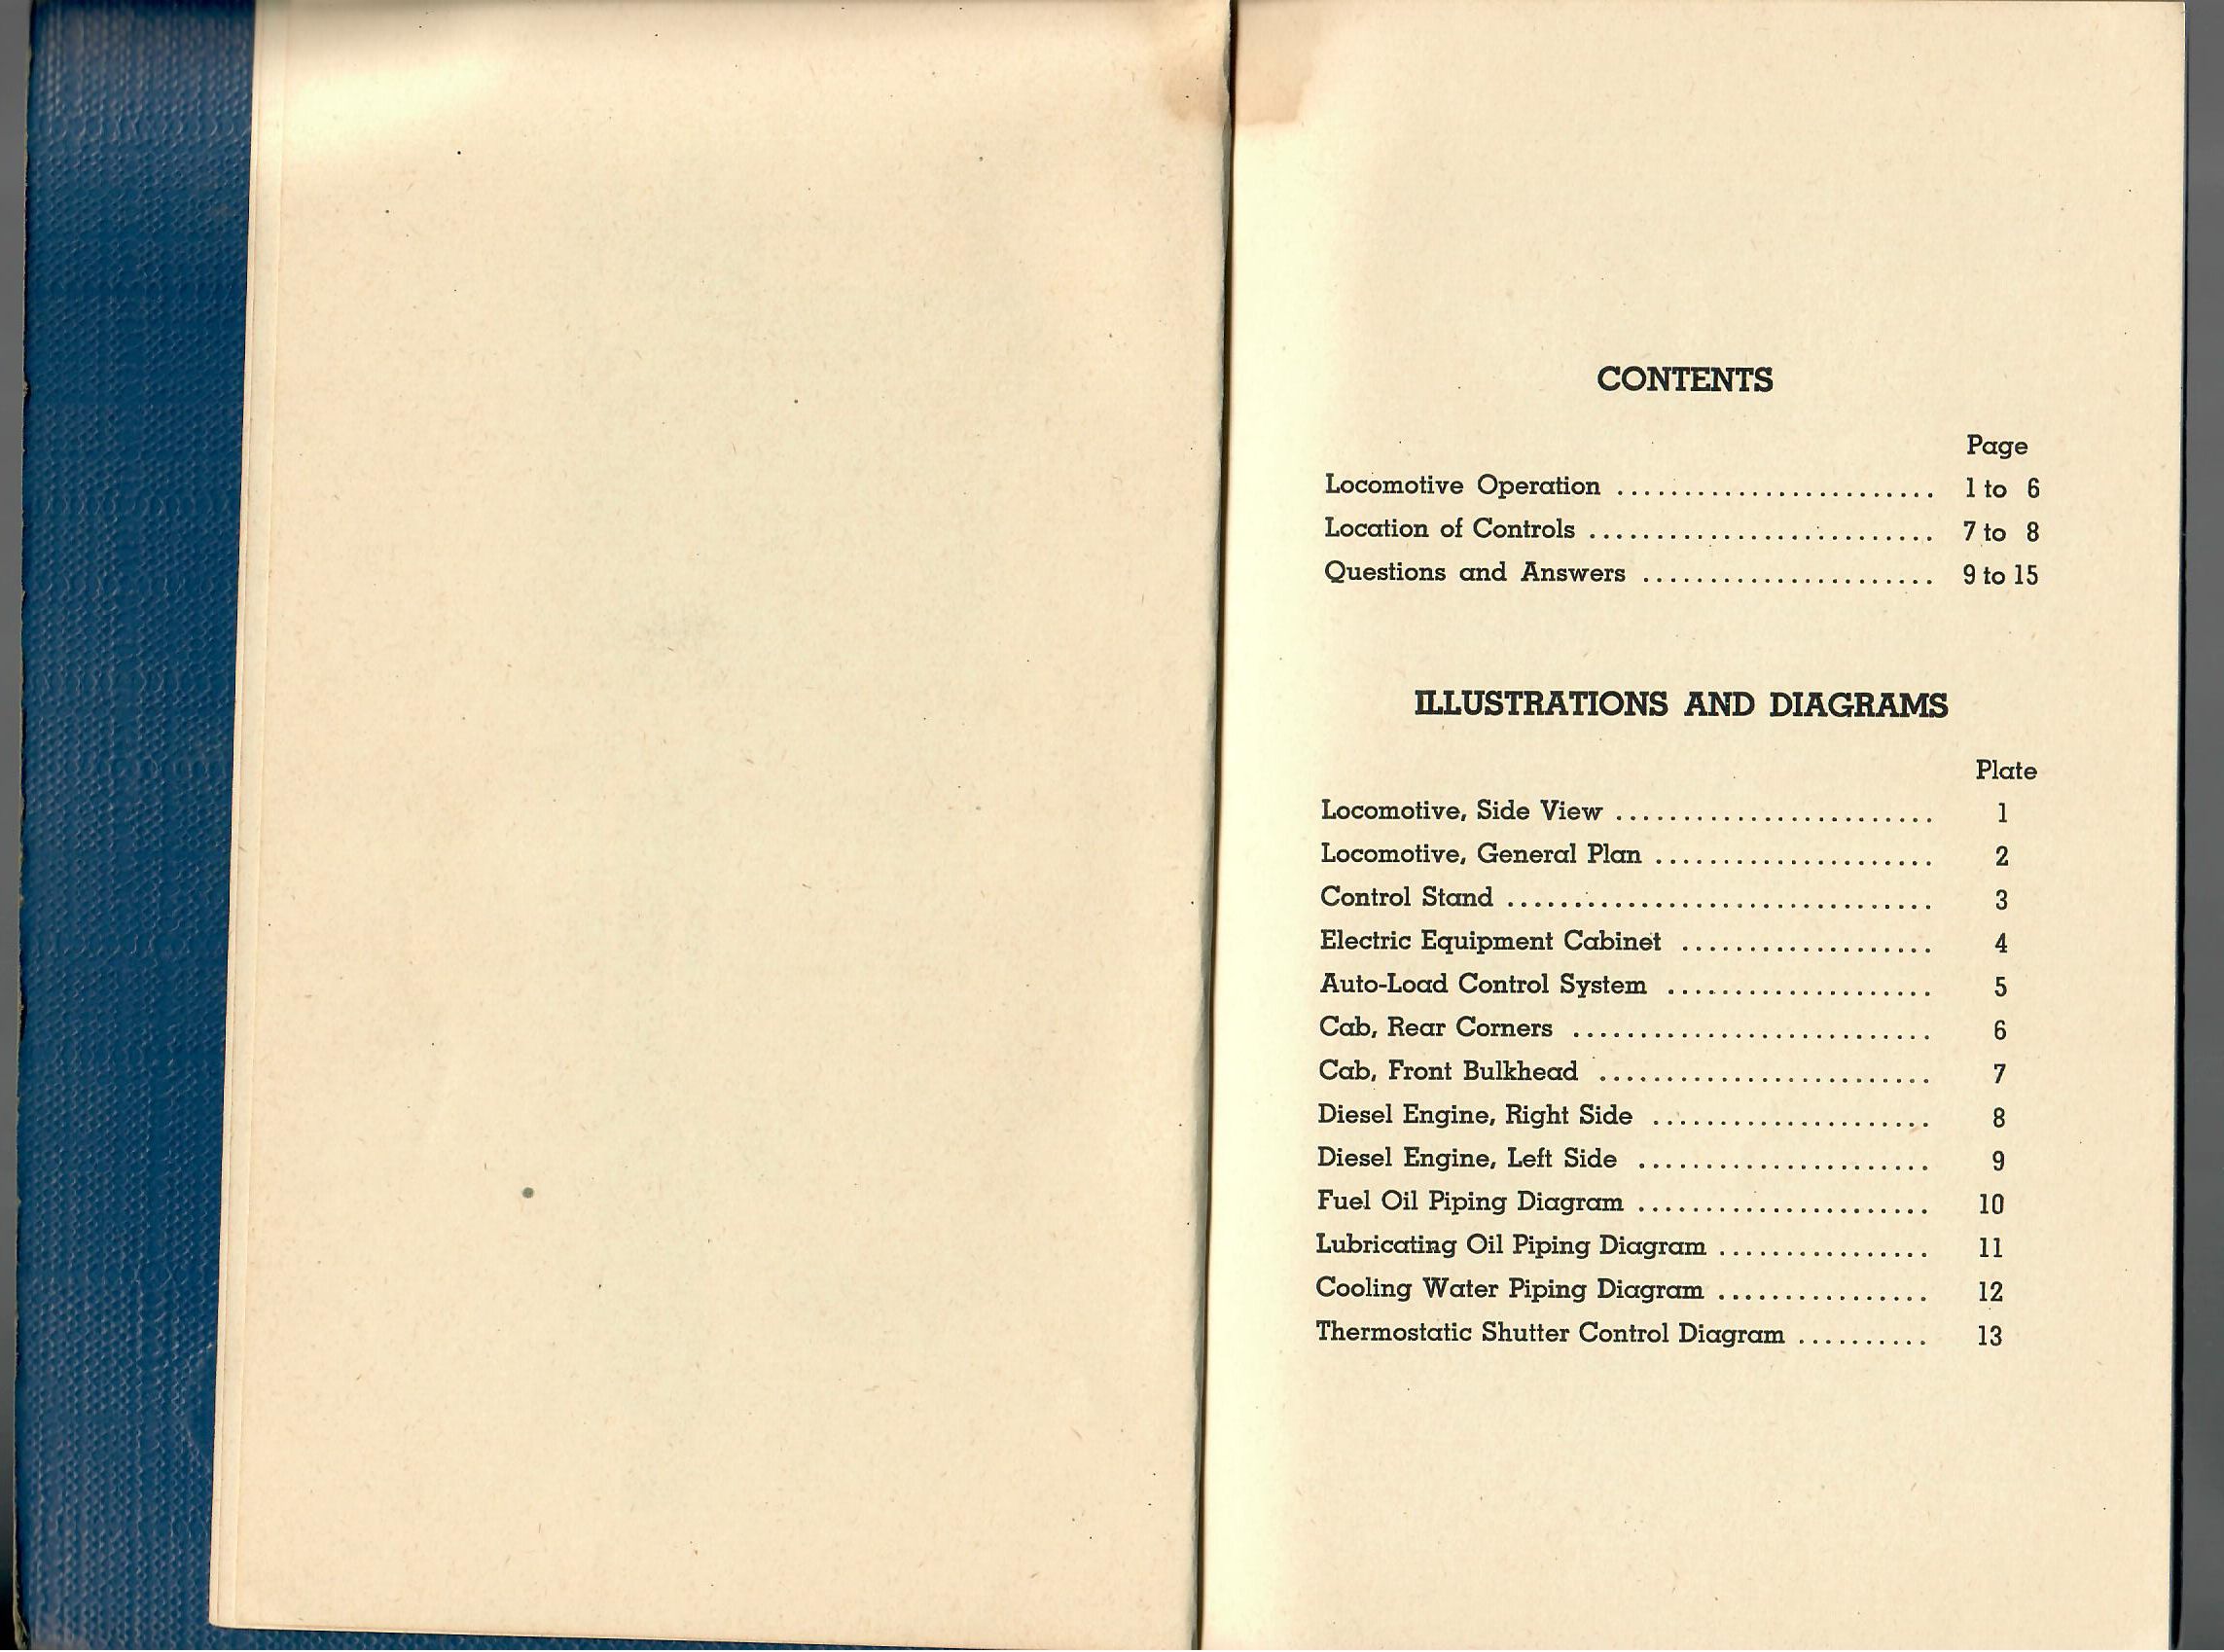 CONTENTS
Page
Locomotive Operation ........................ 1 to 6
Location of Controls .......................... 7 to 8
Questions and Answers ...................... 9 to 15
ILLUSTRATIONS AND DIAGRAMS
Plate
Locomotive, Side View ........................ 1
Locomotive, General Plan ..................... 2
Control Stand ................................ 3
Electric Equipment Cabinet ................... 4
Auto-Load Control System .................... 5
Cab, Rear Corners ........................... 6
Cab, Front Bulkhead ......................... 7
Diesel Engine, Right Side ..................... 8
Diesel Engine, Left Side ...................... 9
Fuel Oil Piping Diagram ...................... 10
Lubricating Oil Piping Diagram ................ 11
Cooling Water Piping Diagram ................ 12
Thermostatic Shutter Control Diagram .......... 13